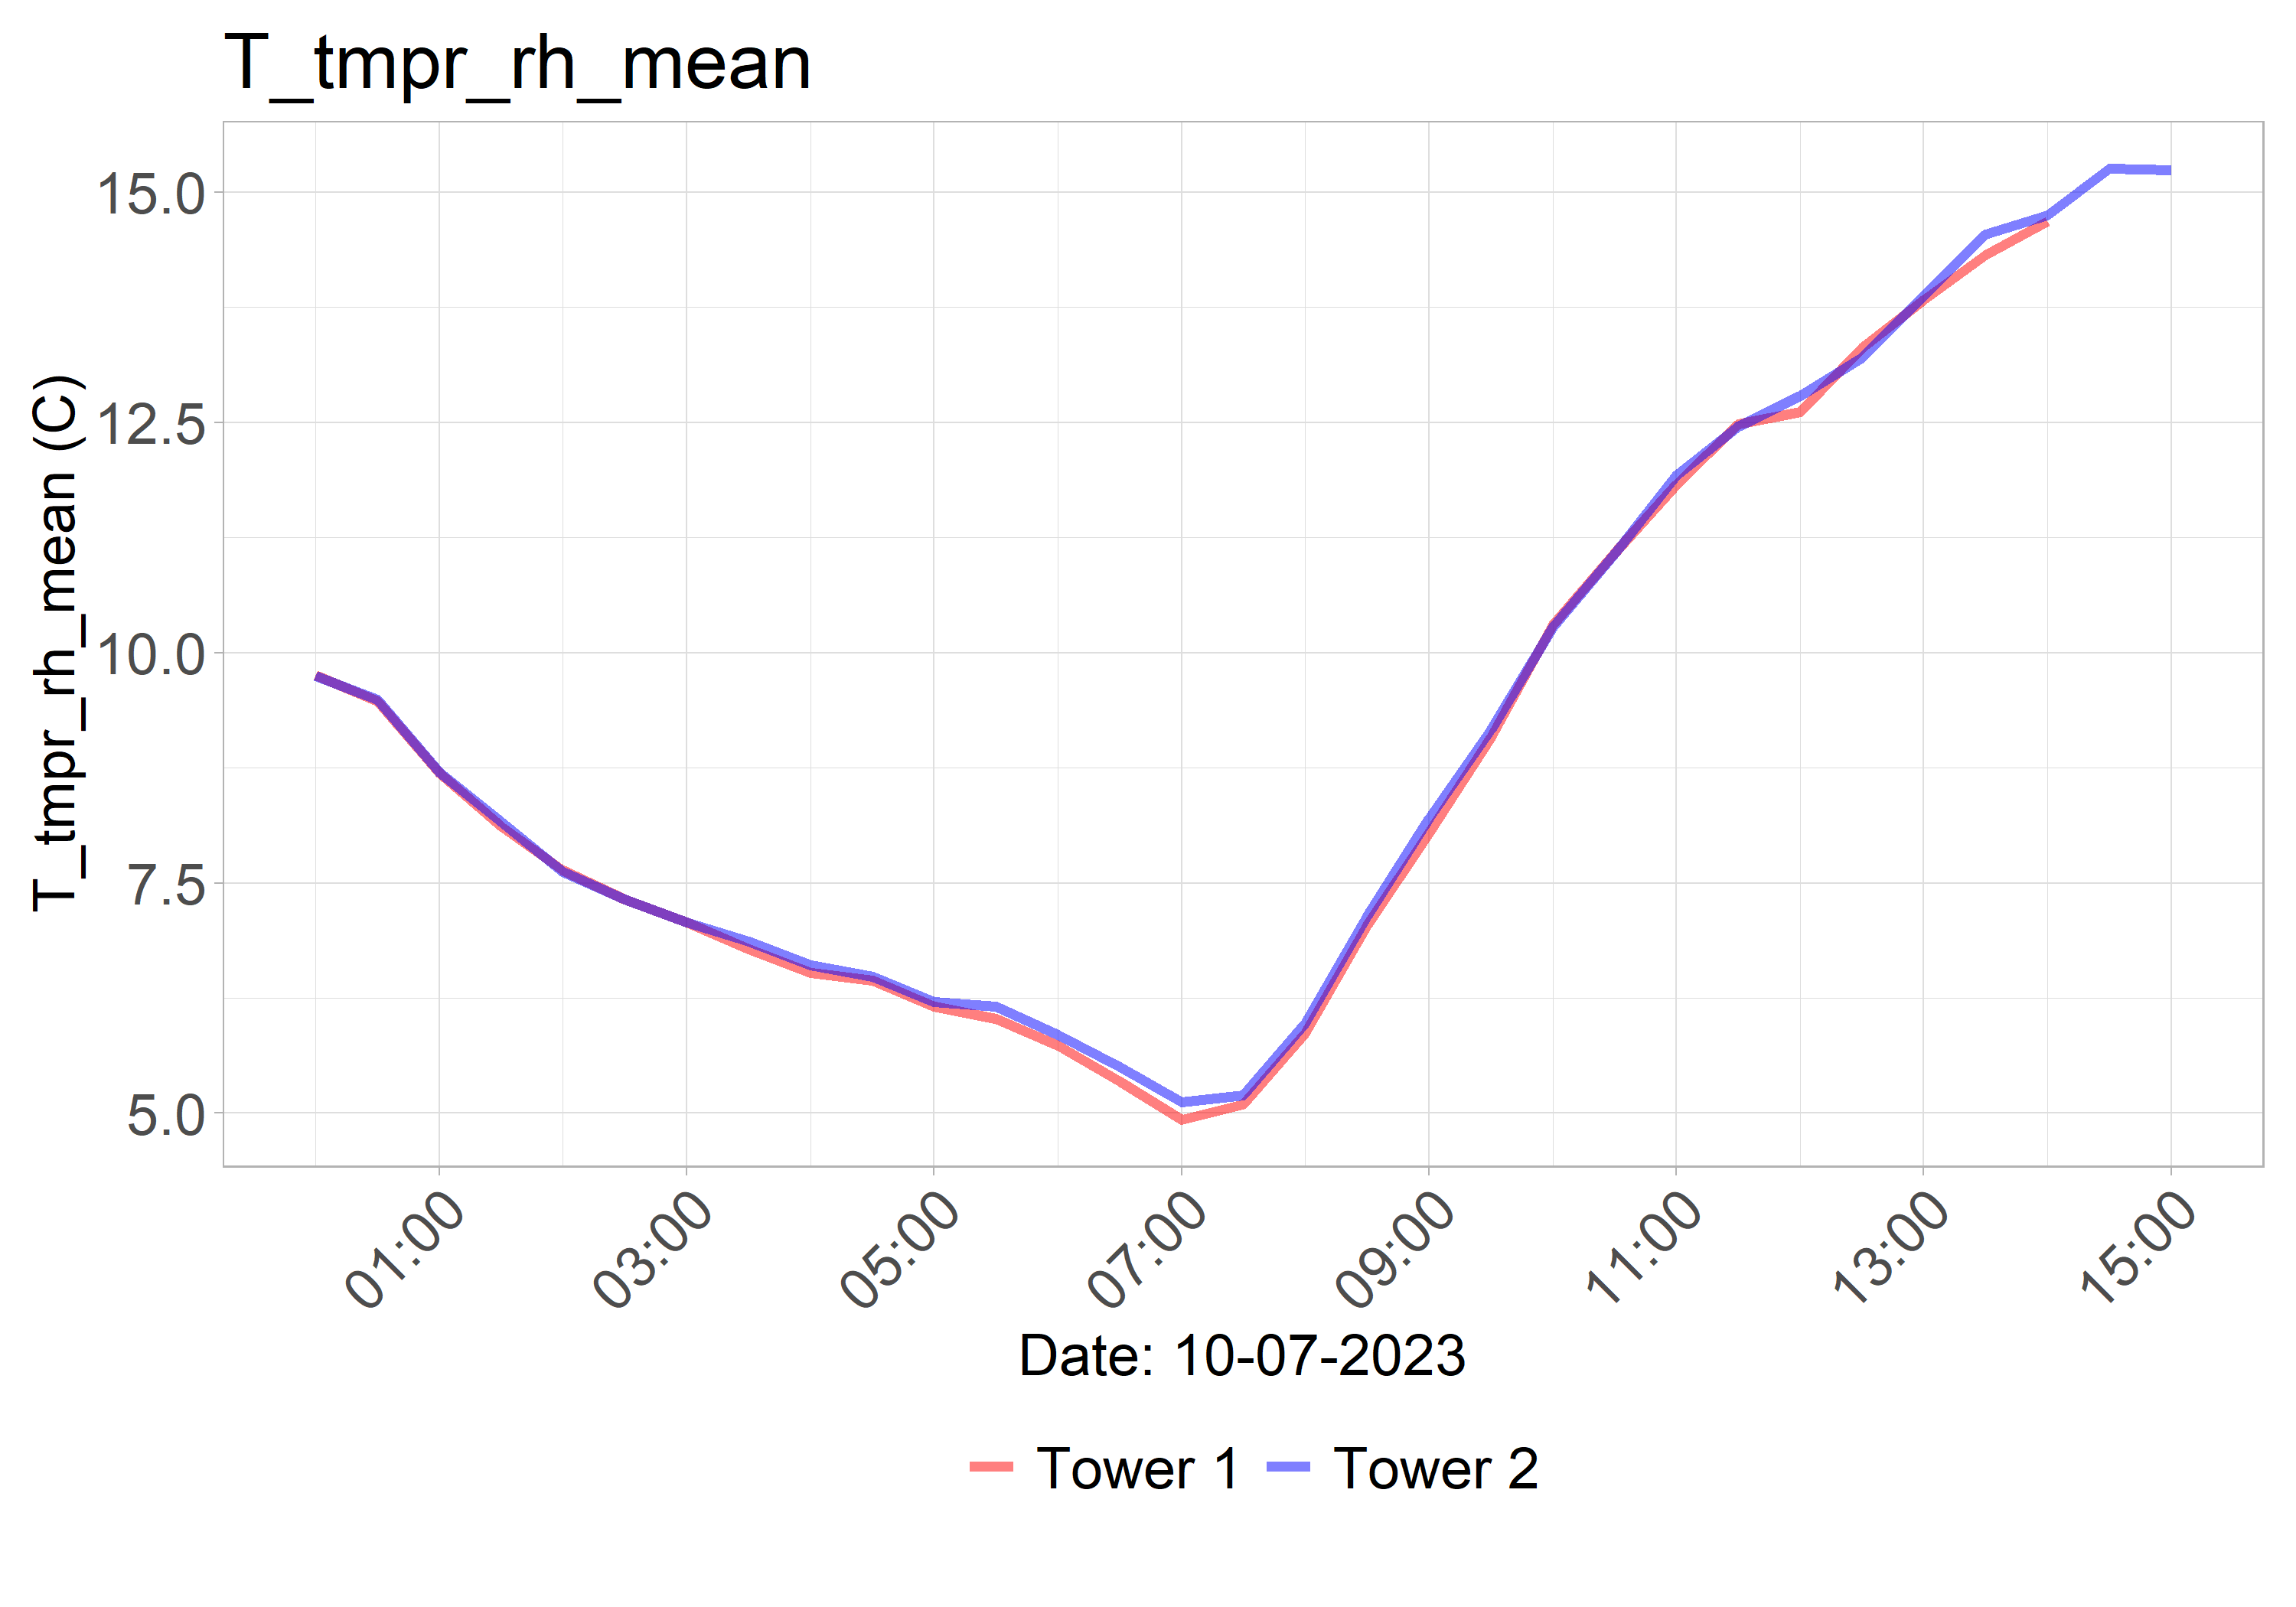 T_tmpr_rh_mean
T_tmpr_rh_mean (C)
15.0
12.5
10.0
7.5
5.0
01:00 03:00 05:00 07:00 09:00 11:00 13:00 15:00
Date: 10-07-2023
Tower 1 Tower 2